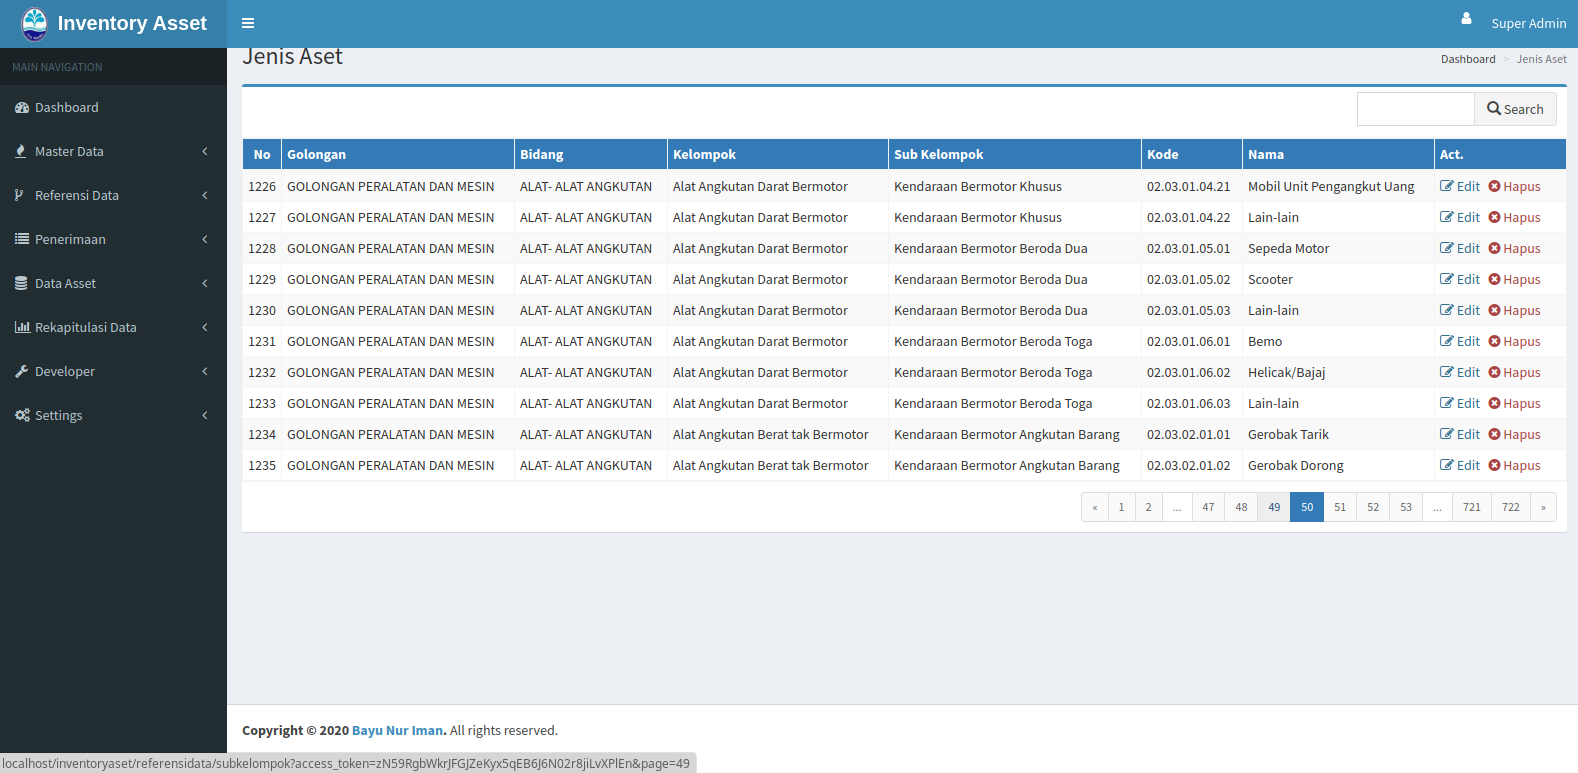 Inventory Asset
Super Admin
MAIN NAVIGATION
Dashboard
Master Data
Referensi Data
Penerimaan
Data Asset
Rekapitulasi Data
Developer
Settings
Jenis Aset
Dashboard > Jenis Aset
Search
No Golongan Bidang Kelompok Sub Kelompok Kode Nama Act.
1226 GOLONGAN PERALATAN DAN MESIN ALAT- ALAT ANGKUTAN Alat Angkutan Darat Bermotor Kendaraan Bermotor Khusus 02.03.01.04.21 Mobil Unit Pengangkut Uang Edit Hapus
1227 GOLONGAN PERALATAN DAN MESIN ALAT- ALAT ANGKUTAN Alat Angkutan Darat Bermotor Kendaraan Bermotor Khusus 02.03.01.04.22 Lain-lain Edit Hapus
1228 GOLONGAN PERALATAN DAN MESIN ALAT- ALAT ANGKUTAN Alat Angkutan Darat Bermotor Kendaraan Bermotor Beroda Dua 02.03.01.05.01 Sepeda Motor Edit Hapus
1229 GOLONGAN PERALATAN DAN MESIN ALAT- ALAT ANGKUTAN Alat Angkutan Darat Bermotor Kendaraan Bermotor Beroda Dua 02.03.01.05.02 Scooter Edit Hapus
1230 GOLONGAN PERALATAN DAN MESIN ALAT- ALAT ANGKUTAN Alat Angkutan Darat Bermotor Kendaraan Bermotor Beroda Dua 02.03.01.05.03 Lain-lain Edit Hapus
1231 GOLONGAN PERALATAN DAN MESIN ALAT- ALAT ANGKUTAN Alat Angkutan Darat Bermotor Kendaraan Bermotor Beroda Toga 02.03.01.06.01 Bemo Edit Hapus
1232 GOLONGAN PERALATAN DAN MESIN ALAT- ALAT ANGKUTAN Alat Angkutan Darat Bermotor Kendaraan Bermotor Beroda Toga 02.03.01.06.02 Helicak/Bajaj Edit Hapus
1233 GOLONGAN PERALATAN DAN MESIN ALAT- ALAT ANGKUTAN Alat Angkutan Darat Bermotor Kendaraan Bermotor Beroda Toga 02.03.01.06.03 Lain-lain Edit Hapus
1234 GOLONGAN PERALATAN DAN MESIN ALAT- ALAT ANGKUTAN Alat Angkutan Berat tak Bermotor Kendaraan Bermotor Angkutan Barang 02.03.02.01.01 Gerobak Tarik Edit Hapus
1235 GOLONGAN PERALATAN DAN MESIN ALAT- ALAT ANGKUTAN Alat Angkutan Berat tak Bermotor Kendaraan Bermotor Angkutan Barang 02.03.02.01.02 Gerobak Dorong Edit Hapus
« 1 2 ... 47 48 49 50 51 52 53 ... 721 722 »
Copyright © 2020 Bayu Nur Iman. All rights reserved.
localhost/inventoryaset/referensidata/subkelompok?access_token=zN59RgbWkrJFGJZeKyx5qEB6J6N02r8jiLvXPlEn&page=49